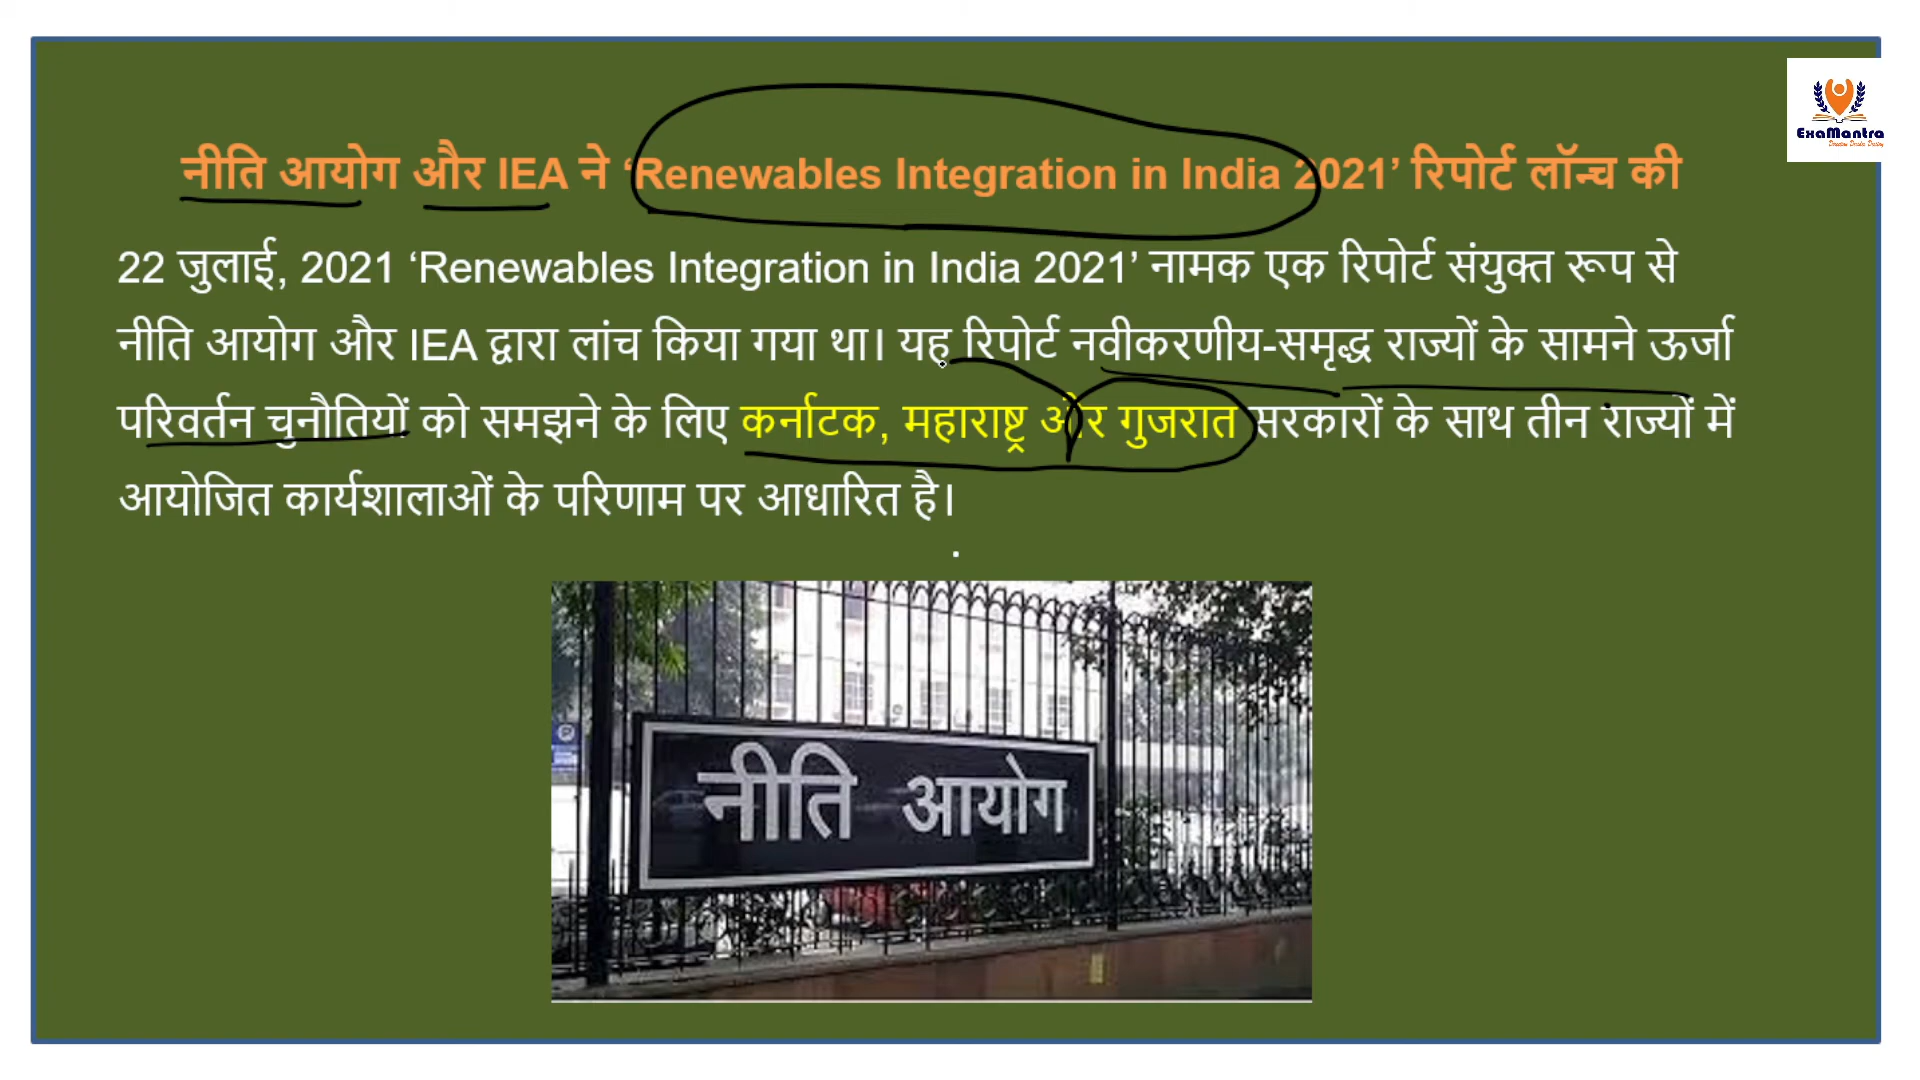 ExaMantra
नीति आयोग और IEA ने ‘Renewables Integration in India 2021’ रिपोर्ट लॉन्च की
22 जुलाई, 2021 ‘Renewables Integration in India 2021’ नामक एक रिपोर्ट संयुक्त रूप से
नीति आयोग और IEA द्वारा लांच किया गया था। यह रिपोर्ट नवीकरणीय-समृद्ध राज्यों के सामने ऊर्जा
परिवर्तन चुनौतियों को समझने के लिए कर्नाटक, महाराष्ट्र और गुजरात सरकारों के साथ तीन राज्यों में
आयोजित कार्यशालाओं के परिणाम पर आधारित है।
.
नीति आयोग